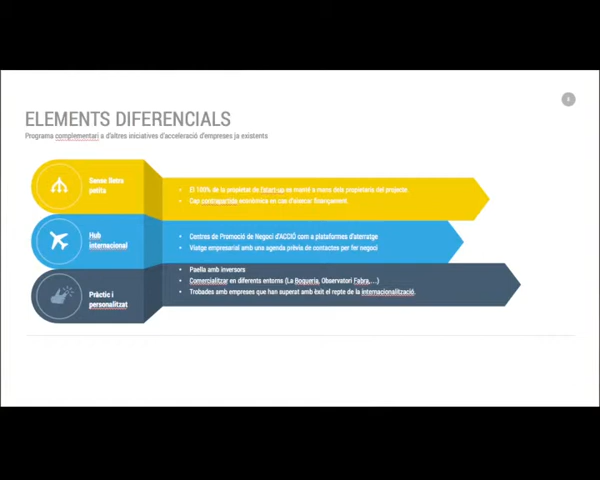 ELEMENTS DIFERENCIALS
Programa complementari a d'altres iniciatives d'acceleració d'empreses ja existents
Sense lletra
petita
• El 100% de la propietat de l'start-up se manté a mans dels propietaris del projecte.
• Cap contrapartida econòmica en cas d'aixecar finançament.
Hub
internacional
• Centres de Promoció de Negoci d'ACCIÓ com a plataformes d'aterratge
• Viatge empresarial amb una agenda prèvia de contactes per fer negoci
Pràctic i
personalitzat
• Paella amb inversors
• Comercialitzar en diferents entorns (La Boqueria, Observatori Fabra,...)
• Trobades amb empreses que han superat amb èxit el repte de la internacionalització.